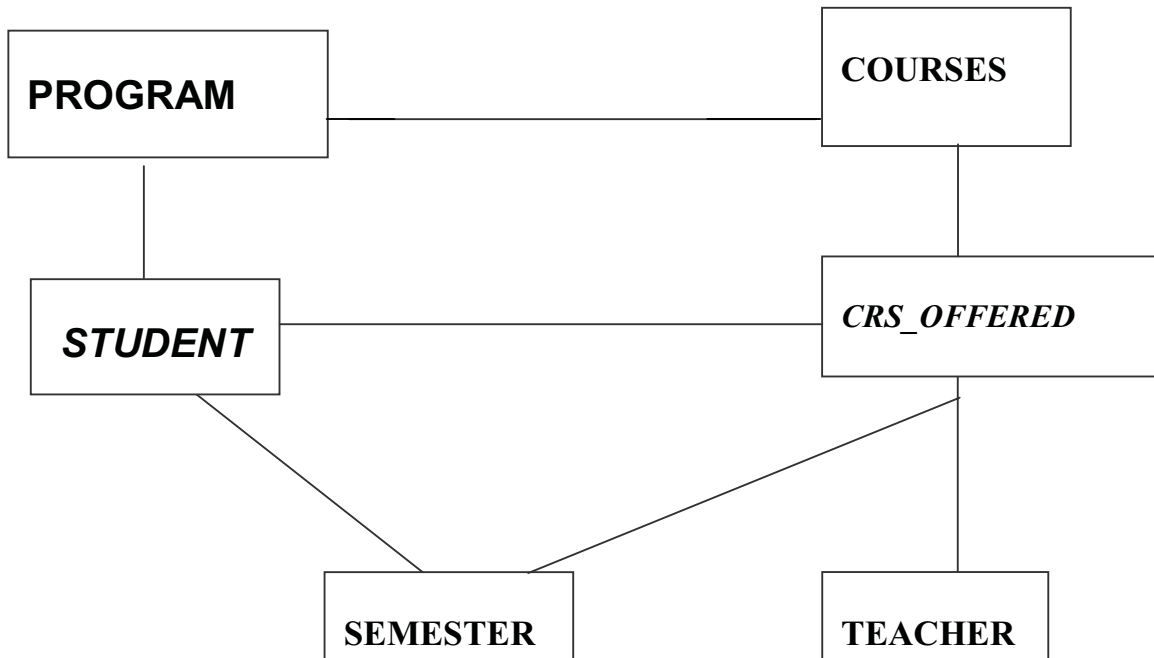 PROGRAM
COURSES
STUDENT
CRS_OFFERED
SEMESTER
TEACHER